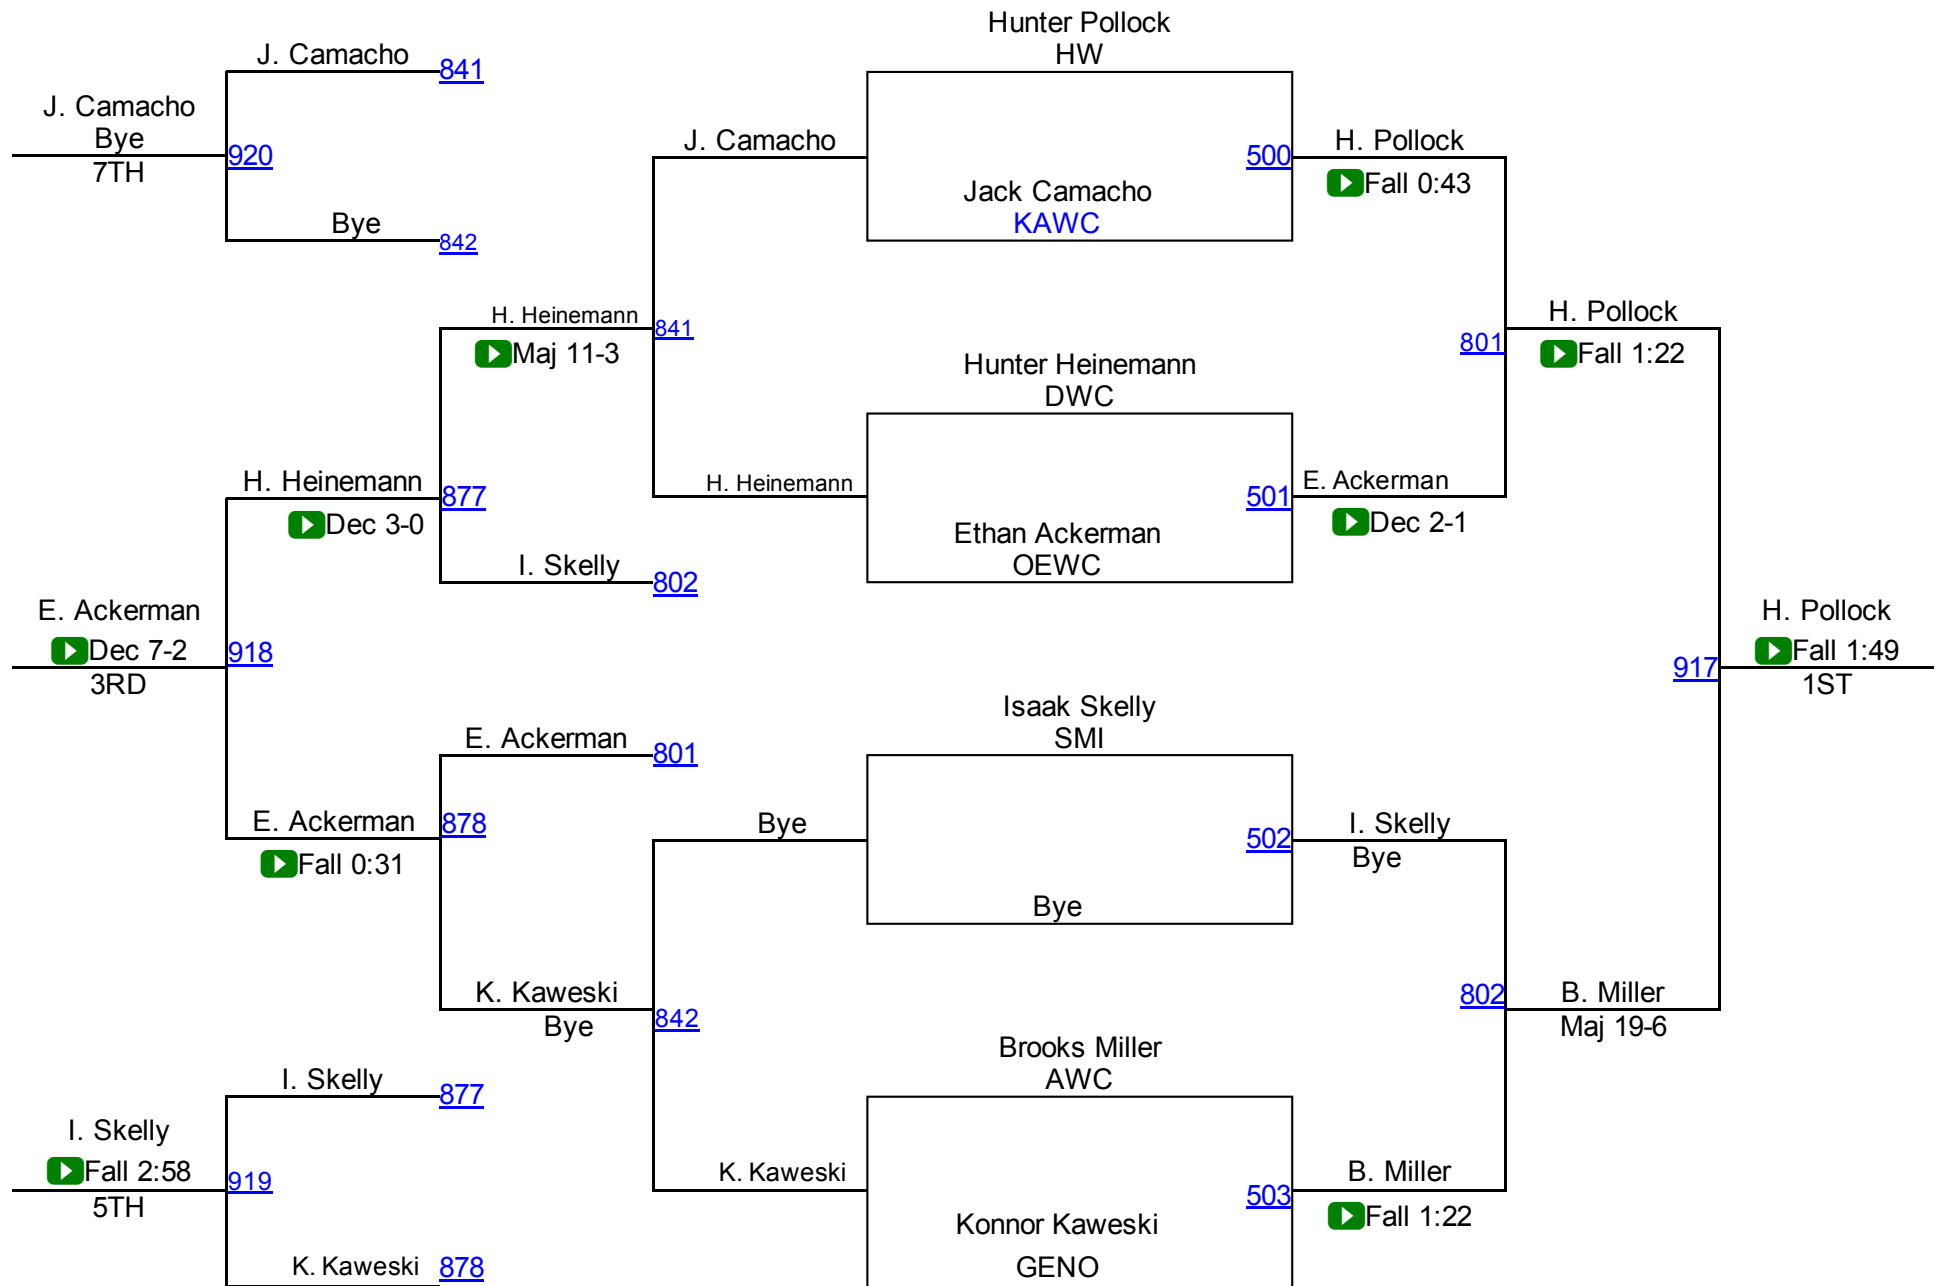 Hunter Pollock
HW
J. Camacho
841
J. Camacho
Bye
920
7TH
J. Camacho
500
H. Pollock
Fall 0:43
Jack Camacho
KAWC
Bye
842
H. Heinemann
841
Maj 11-3
H. Pollock
801
Fall 1:22
Hunter Heinemann
DWC
H. Heinemann
877
Dec 3-0
H. Heinemann
501
E. Ackerman
Dec 2-1
Ethan Ackerman
OEWC
I. Skelly
802
E. Ackerman
Dec 7-2
918
3RD
H. Pollock
Fall 1:49
917
1ST
Isaak Skelly
SMI
E. Ackerman
801
E. Ackerman
878
Fall 0:31
Bye
502
I. Skelly
Bye
Bye
K. Kaweski
842
Bye
802
B. Miller
Maj 19-6
Brooks Miller
AWC
I. Skelly
877
I. Skelly
Fall 2:58
919
5TH
K. Kaweski
503
B. Miller
Fall 1:22
Konnor Kaweski
GENO
K. Kaweski
878